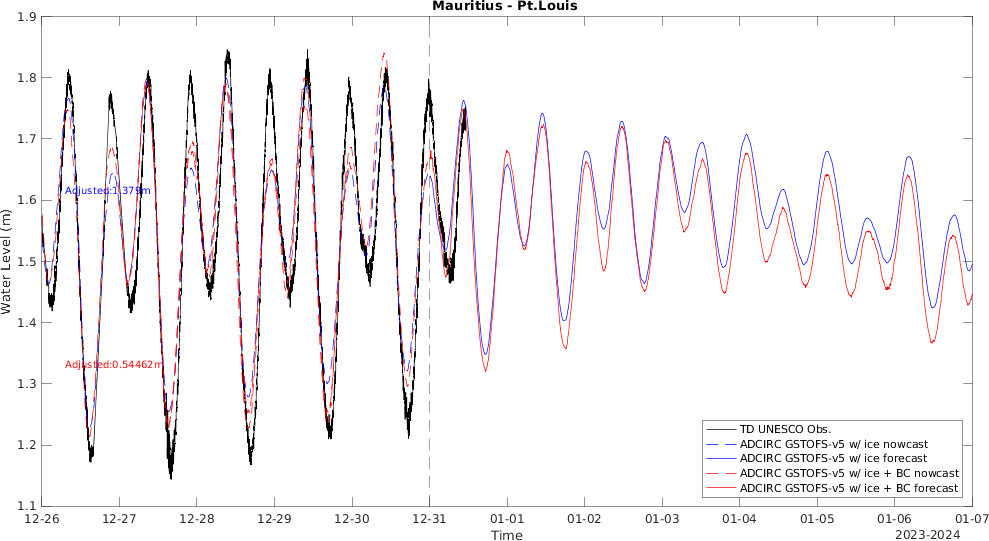 Mauritius - Pt.Louis
1.9
1.8
1.7
1.6
1.5
1.4
1.3
1.2
1.1
Water Level (m)
Adjusted:1.379m
Adjusted:0.54462m
TD UNESCO Obs.
ADCIRC GSTOFS-v5 w/ ice nowcast
ADCIRC GSTOFS-v5 w/ ice forecast
ADCIRC GSTOFS-v5 w/ ice + BC nowcast
ADCIRC GSTOFS-v5 w/ ice + BC forecast
12-26 12-27 12-28 12-29 12-30 12-31 01-01 01-02 01-03 01-04 01-05 01-06 01-07
Time
2023-2024